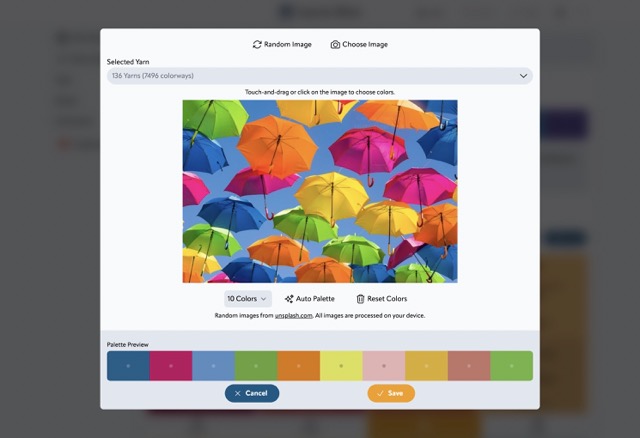 Random Image
Choose Image
Selected Yarn
136 Yarns (7496 colorways)
Touch-and-drag or click on the image to choose colors.
10 Colors
Auto Palette
Reset Colors
Random images from unsplash.com. All images are processed on your device.
Palette Preview
Cancel
Save